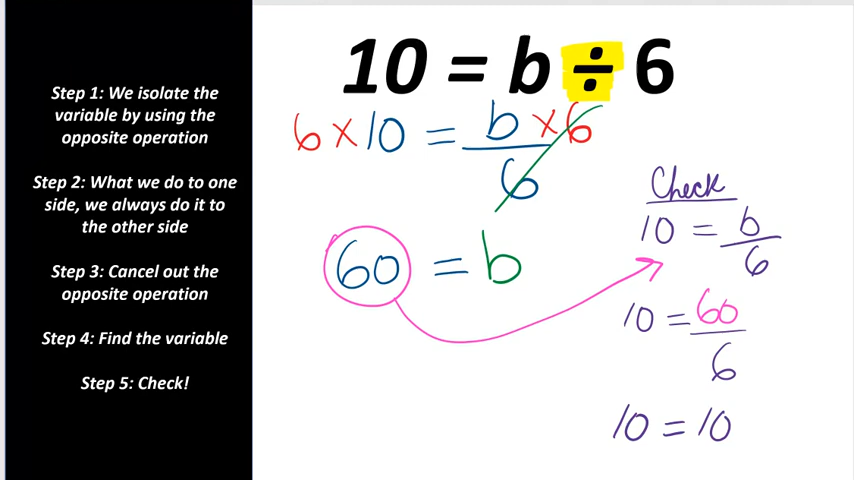 Step 1: We isolate the
variable by using the
opposite operation
Step 2: What we do to one
side, we always do it to
the other side
Step 3: Cancel out the
opposite operation
Step 4: Find the variable
Step 5: Check!
10 = b ÷ 6
6 × 10 = b × 6
6
60 = b
Check
10 = b
6
10 = 60
6
10 = 10